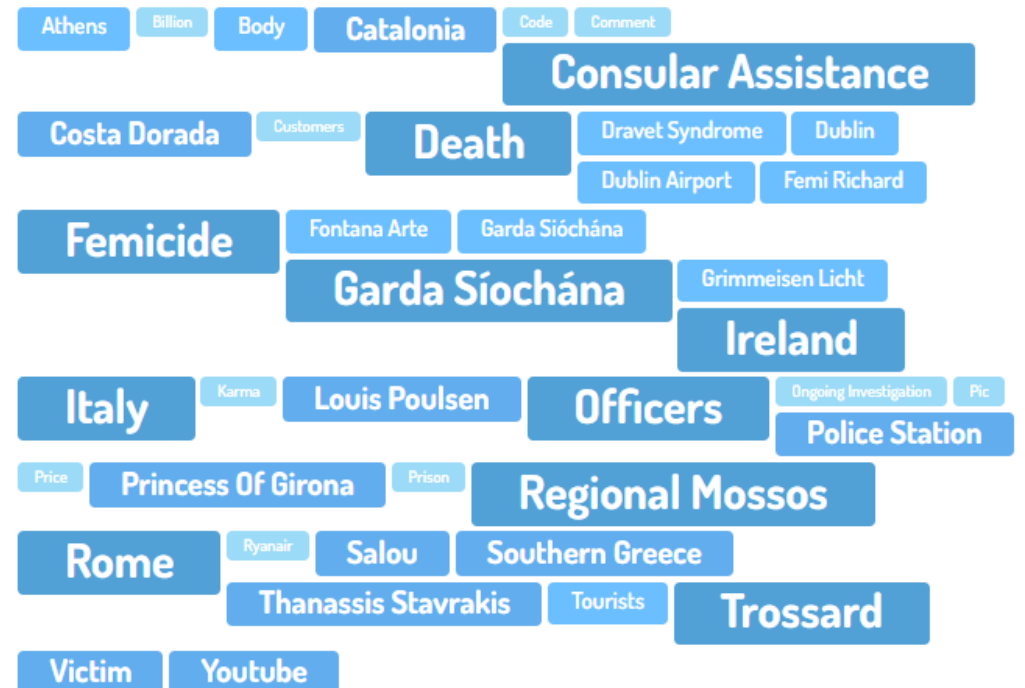 Athens Billion Body Catalonia Code Comment
Consular Assistance
Costa Dorada Customers Death Dravet Syndrome Dublin
Dublin Airport Femi Richard
Femicide Fontana Arte Garda Sióchána
Garda Síochána Grimmeisen Licht
Ireland
Italy Karma Louis Poulsen Officers Ongoing Investigation Pic
Police Station
Price Princess Of Girona Prison Regional Mossos
Rome Ryanair Salou Southern Greece
Thanassis Stavrakis Tourists Trossard
Victim Youtube